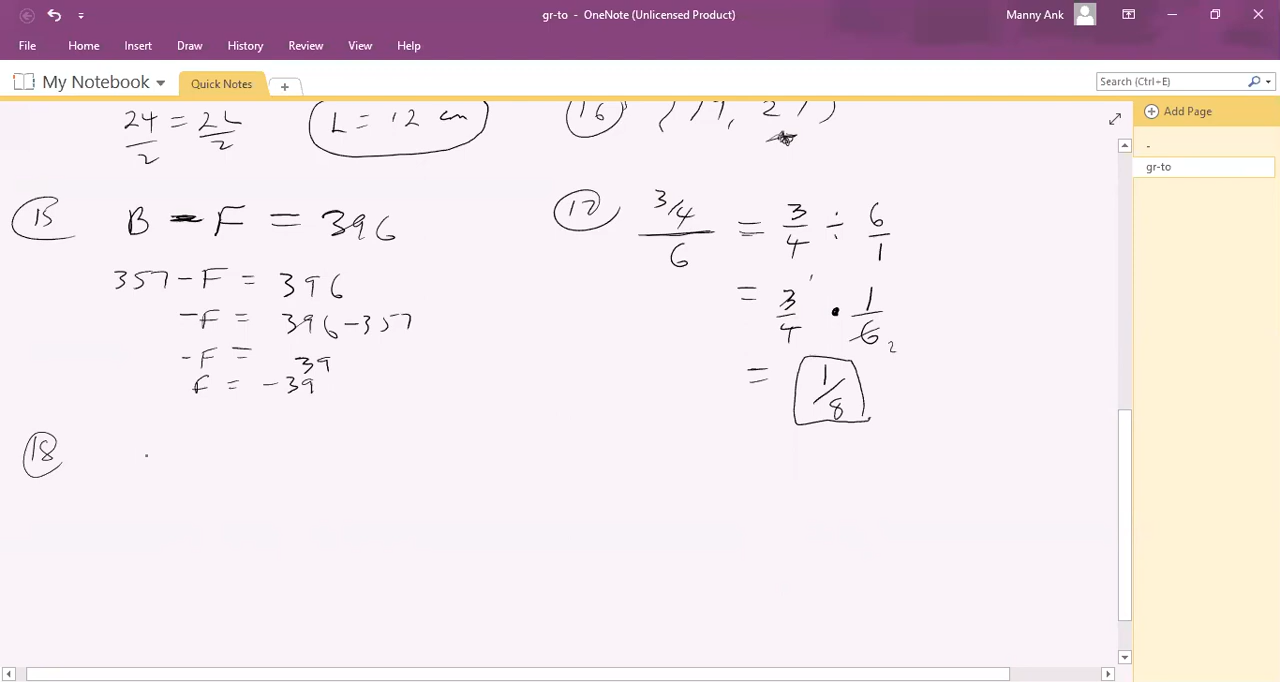 gr-to - OneNote (Unlicensed Product)
Manny Ank
File Home Insert Draw History Review View Help
My Notebook
Quick Notes
Search (Ctrl+E)
Add Page
-
gr-to
24/2 = 2L/2
L = 12 cm
16
15
B - F = 396
357 - F = 396
-F = 396-357
-F = 39
F = -39
17
3/4 / 6 = 3/4 ÷ 6/1
= 3/4 1 • 1/6 2
= 1/8
18